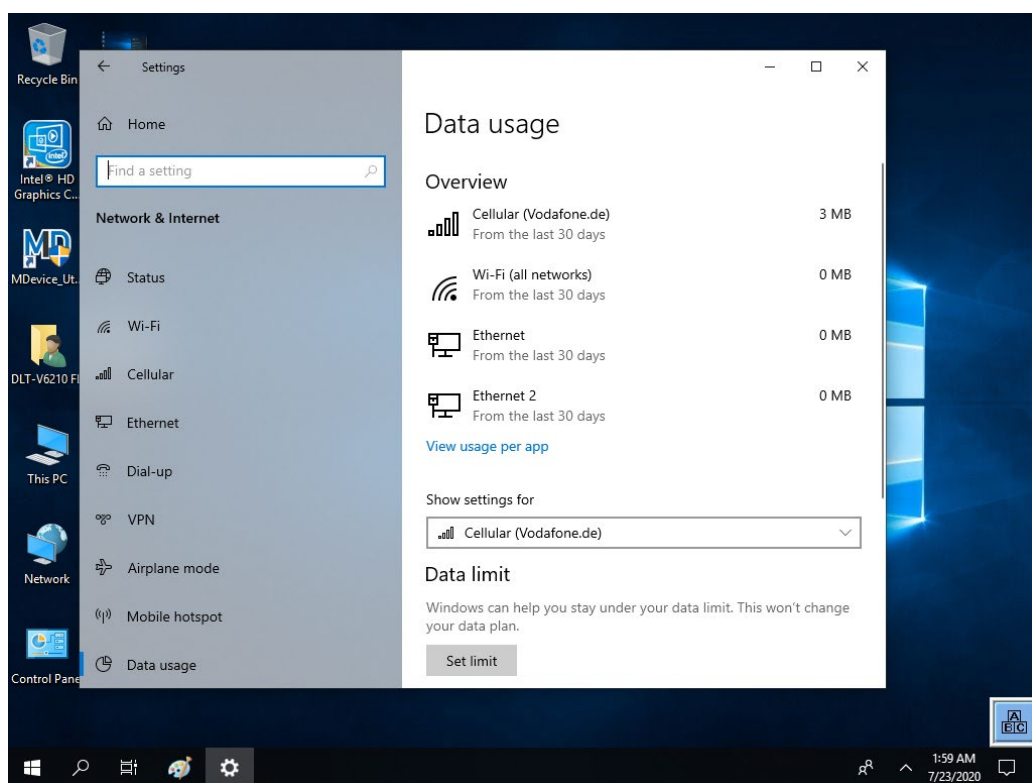 Recycle Bin
Intel® HD
Graphics C...
MDevice_Ut...
DLT-V6210 Fl
This PC
Network
Control Pane
Settings
Home
Find a setting
Network & Internet
Status
Wi-Fi
Cellular
Ethernet
Dial-up
VPN
Airplane mode
Mobile hotspot
Data usage
Data usage
Overview
Cellular (Vodafone.de) 3 MB
From the last 30 days
Wi-Fi (all networks) 0 MB
From the last 30 days
Ethernet 0 MB
From the last 30 days
Ethernet 2 0 MB
From the last 30 days
View usage per app
Show settings for
Cellular (Vodafone.de)
Data limit
Windows can help you stay under your data limit. This won't change
your data plan.
Set limit
A
B C
1:59 AM
7/23/2020